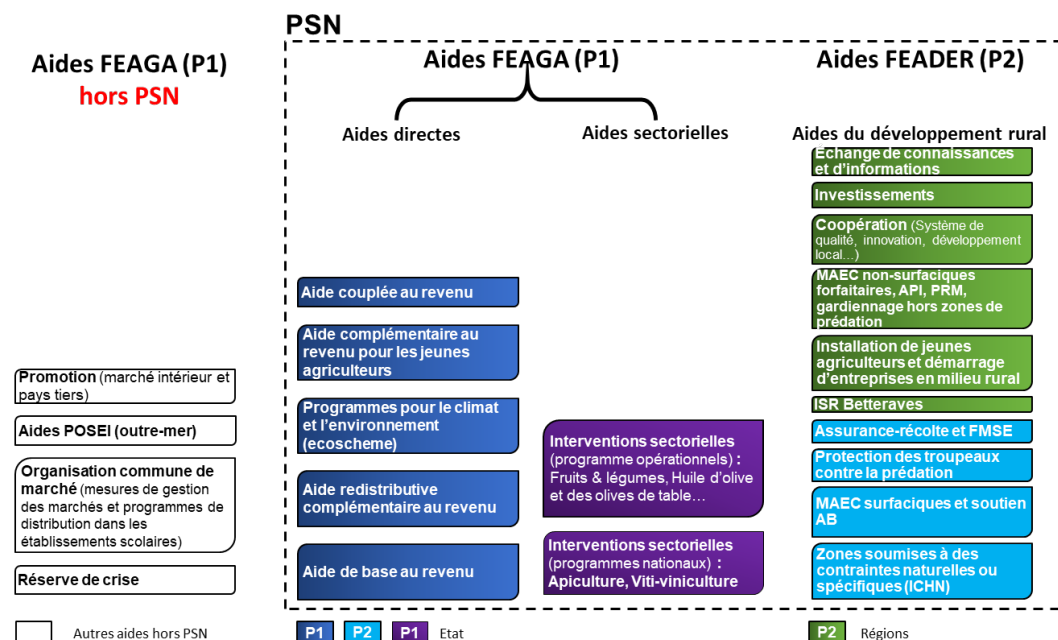 PSN
Aides FEAGA (P1)
hors PSN
Aides FEAGA (P1)
Aides directes
Aides sectorielles
Aides FEADER (P2)
Aides du développement rural
Promotion (marché intérieur et
pays tiers)
Aides POSEI (outre-mer)
Organisation commune de
marché (mesures de gestion
des marchés et programmes de
distribution dans les
établissements scolaires)
Réserve de crise
Aide couplée au revenu
Aide complémentaire au
revenu pour les jeunes
agriculteurs
Programmes pour le climat
et l'environnement
(ecoscheme)
Aide redistributive
complémentaire au revenu
Aide de base au revenu
Interventions sectorielles
(programme opérationnels) :
Fruits & légumes, Huile d'olive
et des olives de table…
Interventions sectorielles
(programmes nationaux) :
Apiculture, Viti-viniculture
Échange de connaissances
et d'informations
Investissements
Coopération (Système de
qualité, innovation, développement
local...)
MAEC non-surfaciques
forfaitaires, API, PRM,
gardiennage hors zones de
prédation
Installation de jeunes
agriculteurs et démarrage
d'entreprises en milieu rural
ISR Betteraves
Assurance-récolte et FMSE
Protection des troupeaux
contre la prédation
MAEC surfaciques et soutien
AB
Zones soumises à des
contraintes naturelles ou
spécifiques (ICHN)
Autres aides hors PSN
P1 P2 P1 Etat
P2 Régions